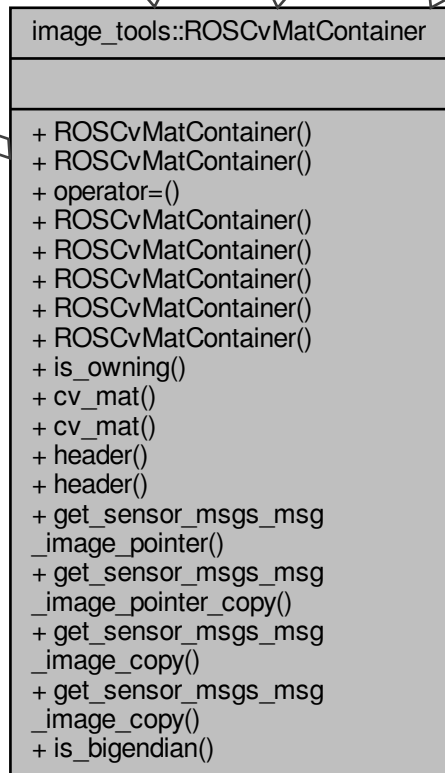 image_tools::ROSCvMatContainer
+ ROSCvMatContainer()
+ ROSCvMatContainer()
+ operator=()
+ ROSCvMatContainer()
+ ROSCvMatContainer()
+ ROSCvMatContainer()
+ ROSCvMatContainer()
+ ROSCvMatContainer()
+ is_owning()
+ cv_mat()
+ cv_mat()
+ header()
+ header()
+ get_sensor_msgs_msg
_image_pointer()
+ get_sensor_msgs_msg
_image_pointer_copy()
+ get_sensor_msgs_msg
_image_copy()
+ get_sensor_msgs_msg
_image_copy()
+ is_bigendian()